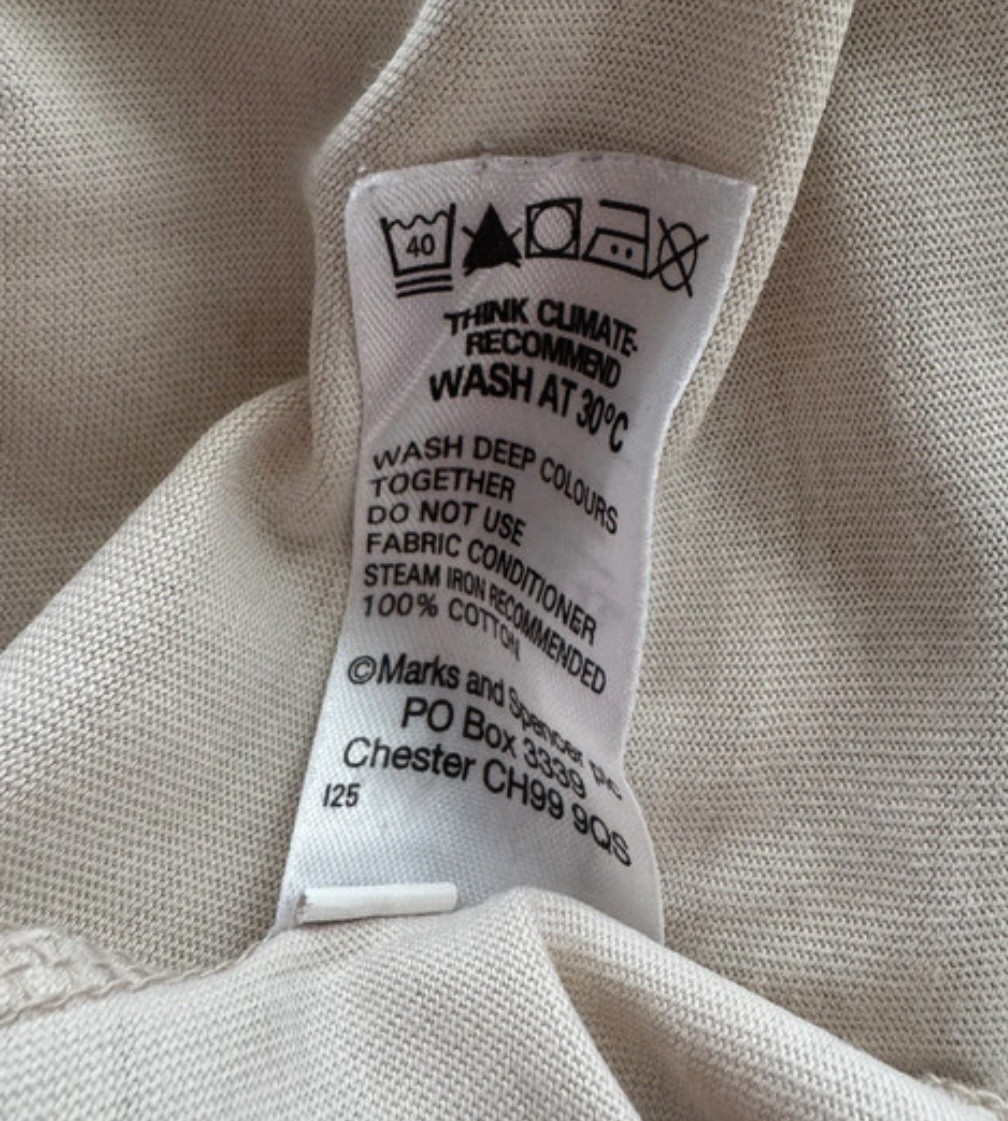 40
THINK CLIMATE-
RECOMMEND
WASH AT 30°C
WASH DEEP COLOURS
TOGETHER
DO NOT USE
FABRIC CONDITIONER
STEAM IRON RECOMMENDED
100% COTTON
©Marks and Spencer plc
PO Box 3339
Chester CH99 9QS
I25